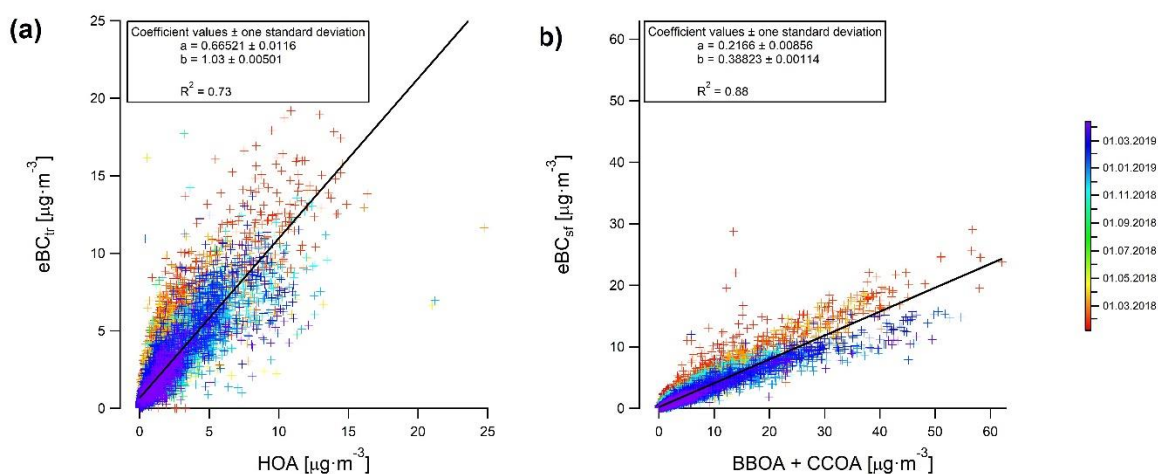 (a)
Coefficient values ± one standard deviation
a = 0.66521 ± 0.0116
b = 1.03 ± 0.00501
R² = 0.73
25
20
15
10
5
0
eBCtr [µg·m⁻³]
0 5 10 15 20 25
HOA [µg·m⁻³]
b)
Coefficient values ± one standard deviation
a = 0.2166 ± 0.00856
b = 0.38823 ± 0.00114
R² = 0.88
60
50
40
30
20
10
0
eBCsf [µg·m⁻³]
0 10 20 30 40 50 60
BBOA + CCOA [µg·m⁻³]
01.03.2019
01.01.2019
01.11.2018
01.09.2018
01.07.2018
01.05.2018
01.03.2018